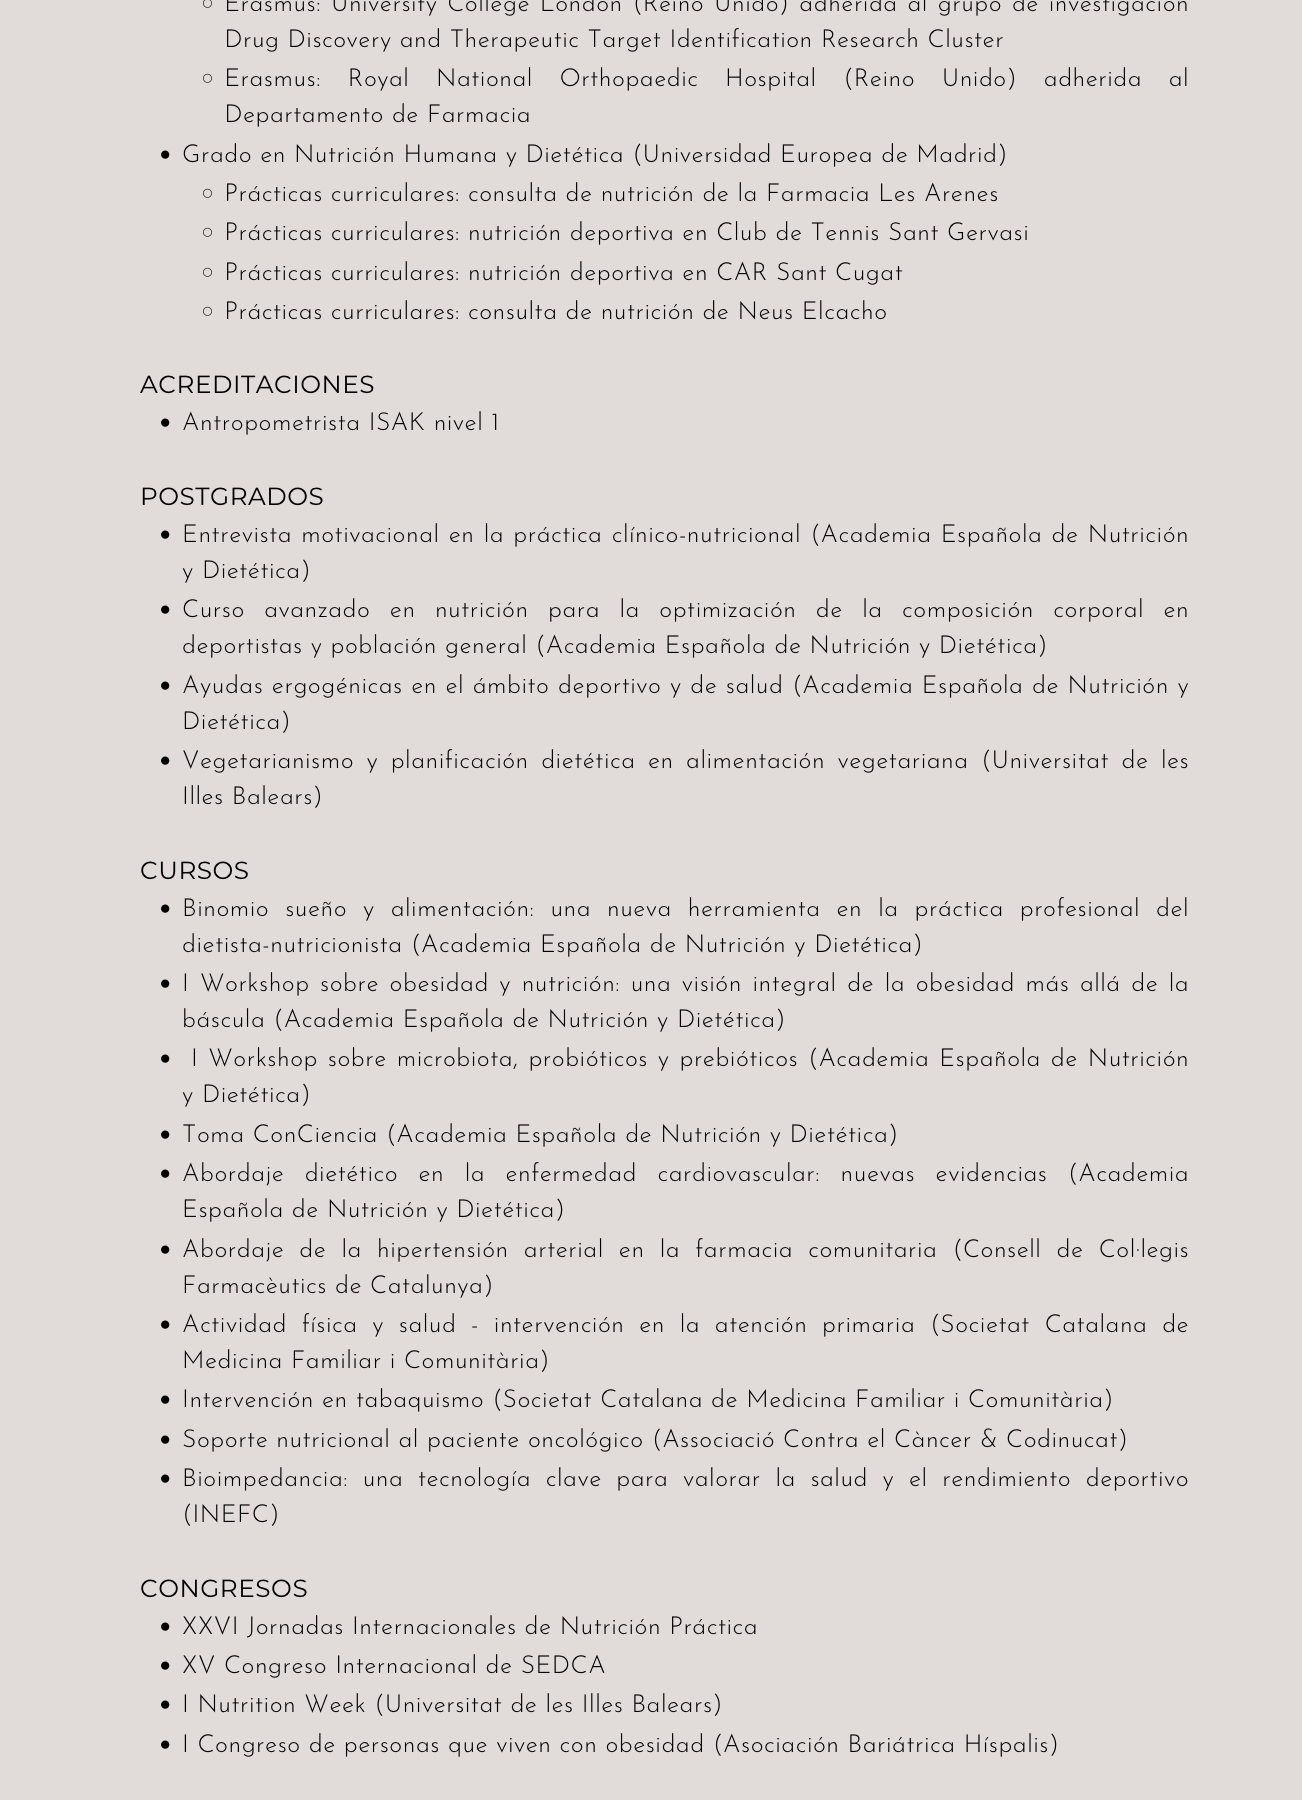 Erasmus: University College London (Reino Unido) adherida al grupo de investigación
Drug Discovery and Therapeutic Target Identification Research Cluster
Erasmus: Royal National Orthopaedic Hospital (Reino Unido) adherida al
Departamento de Farmacia
Grado en Nutrición Humana y Dietética (Universidad Europea de Madrid)
Prácticas curriculares: consulta de nutrición de la Farmacia Les Arenes
Prácticas curriculares: nutrición deportiva en Club de Tennis Sant Gervasi
Prácticas curriculares: nutrición deportiva en CAR Sant Cugat
Prácticas curriculares: consulta de nutrición de Neus Elcacho
ACREDITACIONES
Antropometrista ISAK nivel 1
POSTGRADOS
Entrevista motivacional en la práctica clínico-nutricional (Academia Española de Nutrición
y Dietética)
Curso avanzado en nutrición para la optimización de la composición corporal en
deportistas y población general (Academia Española de Nutrición y Dietética)
Ayudas ergogénicas en el ámbito deportivo y de salud (Academia Española de Nutrición y
Dietética)
Vegetarianismo y planificación dietética en alimentación vegetariana (Universitat de les
Illes Balears)
CURSOS
Binomio sueño y alimentación: una nueva herramienta en la práctica profesional del
dietista-nutricionista (Academia Española de Nutrición y Dietética)
I Workshop sobre obesidad y nutrición: una visión integral de la obesidad más allá de la
báscula (Academia Española de Nutrición y Dietética)
I Workshop sobre microbiota, probióticos y prebióticos (Academia Española de Nutrición
y Dietética)
Toma ConCiencia (Academia Española de Nutrición y Dietética)
Abordaje dietético en la enfermedad cardiovascular: nuevas evidencias (Academia
Española de Nutrición y Dietética)
Abordaje de la hipertensión arterial en la farmacia comunitaria (Consell de Col·legis
Farmacèutics de Catalunya)
Actividad física y salud - intervención en la atención primaria (Societat Catalana de
Medicina Familiar i Comunitària)
Intervención en tabaquismo (Societat Catalana de Medicina Familiar i Comunitària)
Soporte nutricional al paciente oncológico (Associació Contra el Càncer & Codinucat)
Bioimpedancia: una tecnología clave para valorar la salud y el rendimiento deportivo
(INEFC)
CONGRESOS
XXVI Jornadas Internacionales de Nutrición Práctica
XV Congreso Internacional de SEDCA
I Nutrition Week (Universitat de les Illes Balears)
I Congreso de personas que viven con obesidad (Asociación Bariátrica Híspalis)